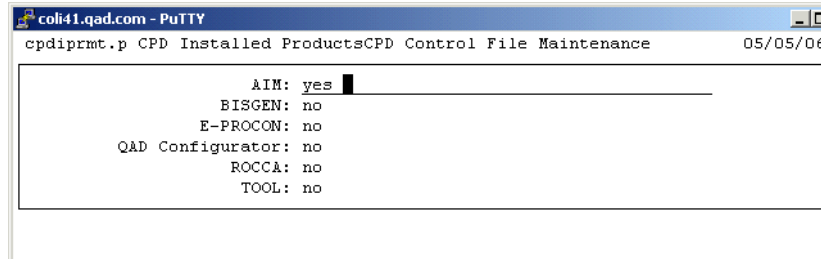 coli41.qad.com - PuTTY
cpdiprmt.p CPD Installed ProductsCPD Control File Maintenance 05/05/06
AIM: yes
BISGEN: no
E-PROCON: no
QAD Configurator: no
ROCCA: no
TOOL: no